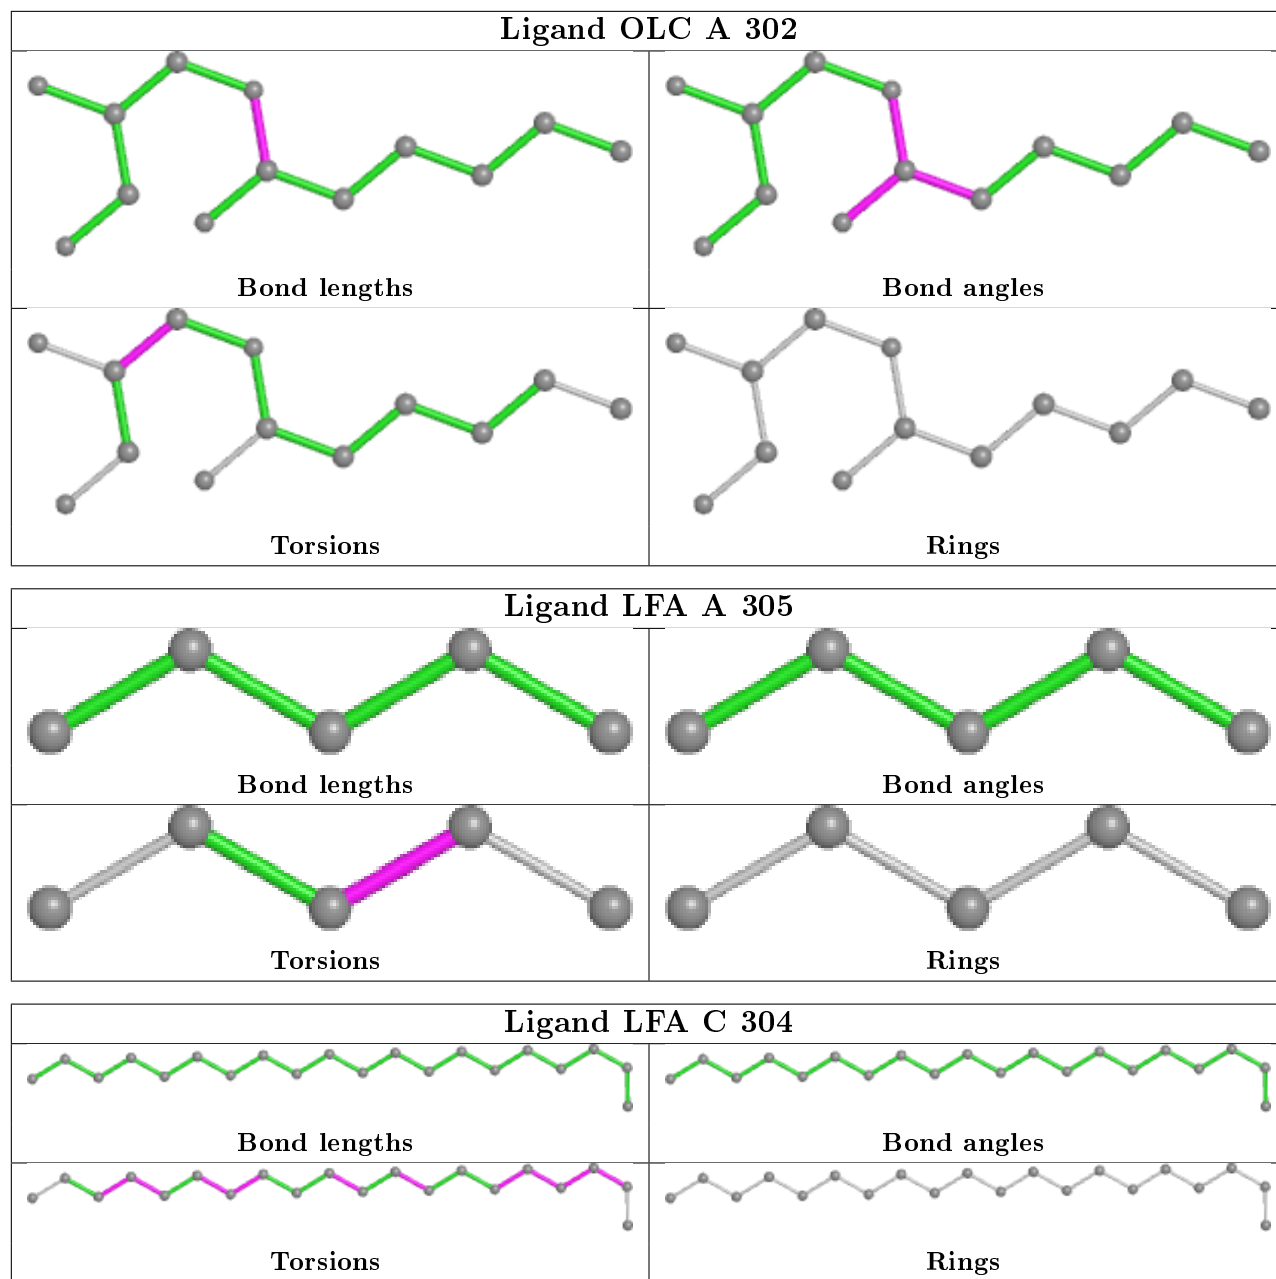 Ligand OLC A 302
Bond lengths
Bond angles
Torsions
Rings
Ligand LFA A 305
Bond lengths
Bond angles
Torsions
Rings
Ligand LFA C 304
Bond lengths
Bond angles
Torsions
Rings